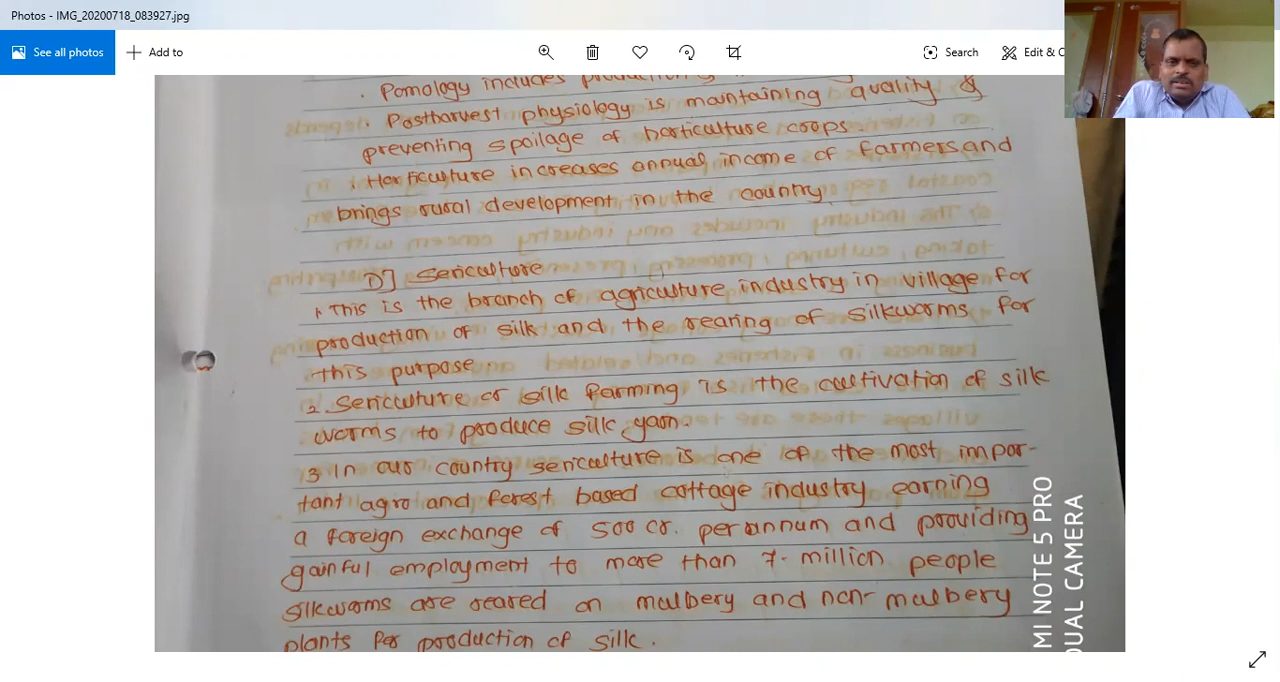 Photos - IMG_20200718_083927.jpg
See all photos
Add to
Search
Edit & C
. Pomology includes
. Postharvest physiology is maintaining quality &
preventing spoilage of horticulture crops.
. Horticulture increases annual income of farmers and
brings rural development in the country.
D] Sericulture
1. This is the branch of agriculture industry in village for
production of silk and the rearing of silkworms for
this purpose
2. Sericulture or silk farming is the cultivation of silk
worms to produce silk yarn.
3 In our country sericulture is one of the most impor-
tant agro and forest based cottage industry earning
a foreign exchange of 500 cr. per annum and providing
gainful employment to more than 7. million people
silkworms are reared on mulbery and non-mulbery
plants for production of silk.
MI NOTE 5 PRO
DUAL CAMERA